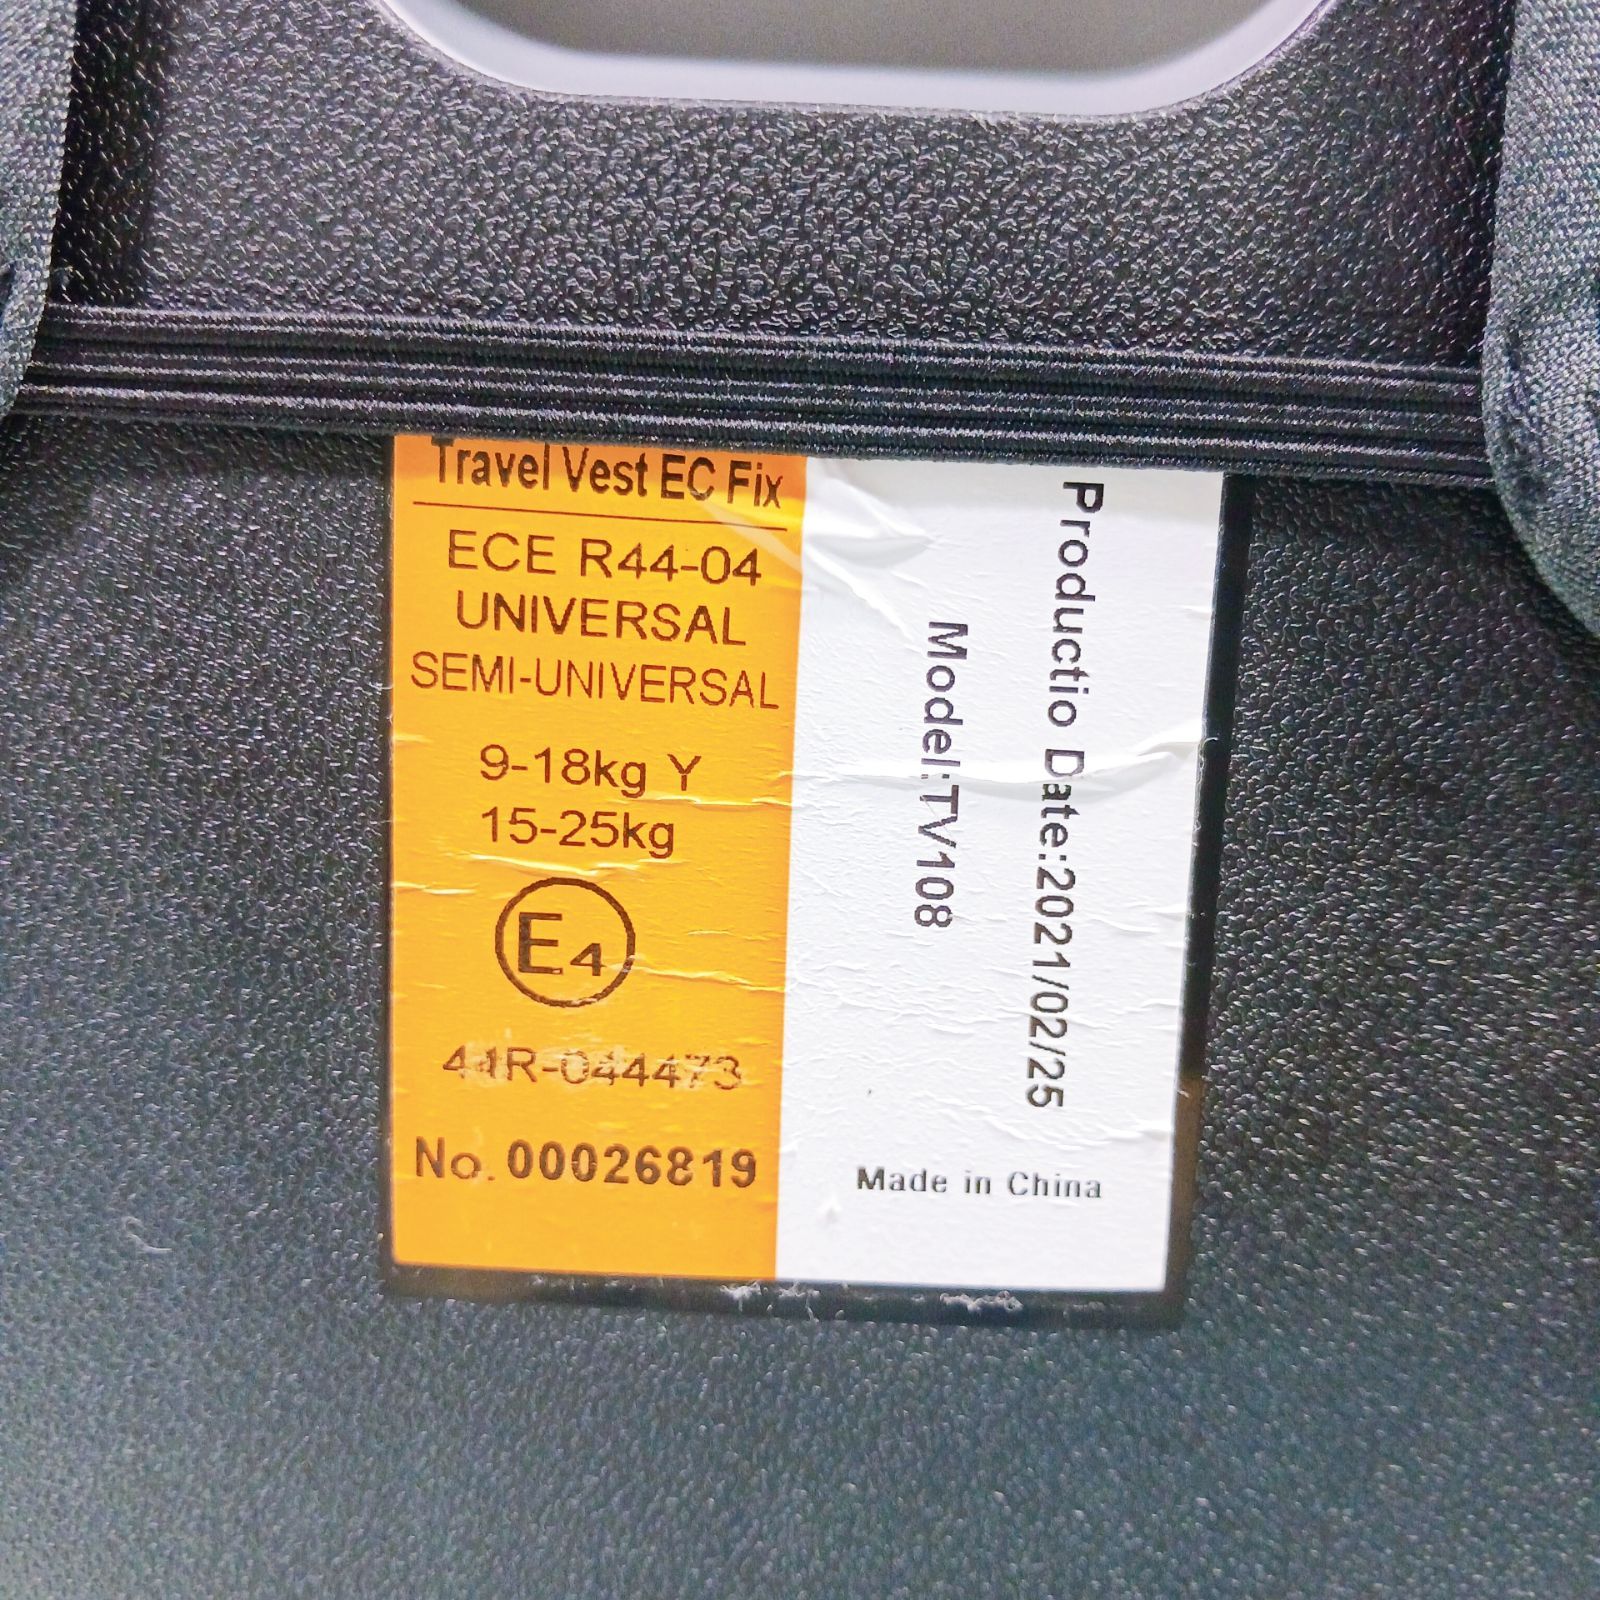 Travel Vest EC Fix
ECE R44-04
UNIVERSAL
SEMI-UNIVERSAL
9-18kg Y
15-25kg
E4
44R-044473
No. 00026819
Productio Date:2021/02/25
Model:TV108
Made in China